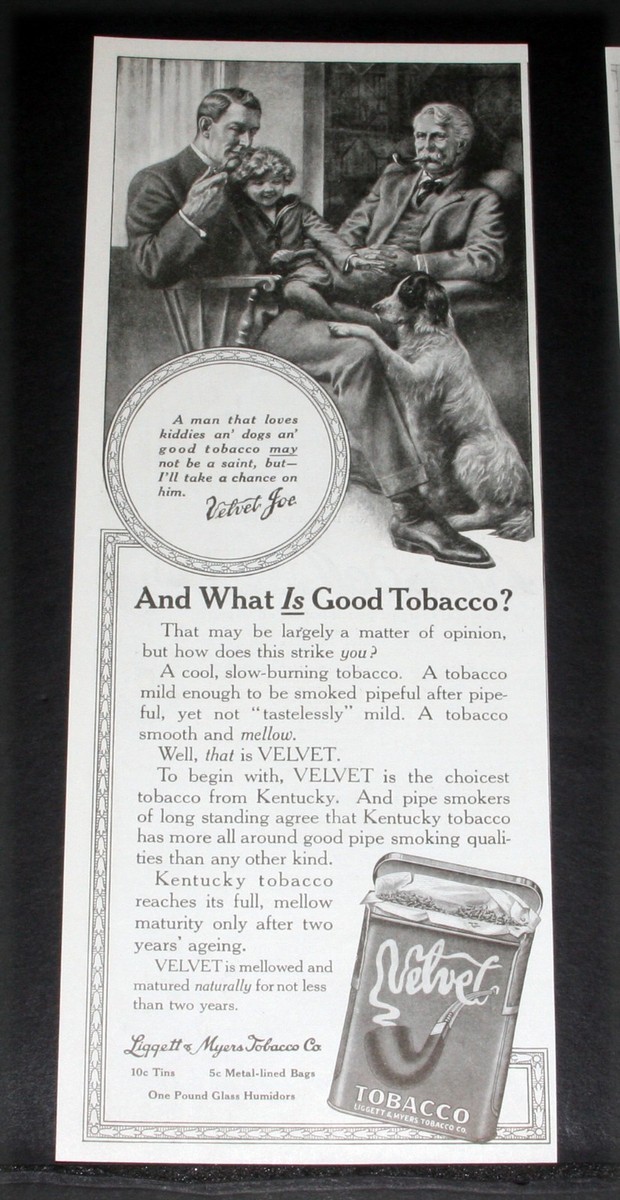 A man that loves
kiddies an' dogs an'
good tobacco may
not be a saint, but—
I'll take a chance on
him.
Velvet Joe
And What Is Good Tobacco?
That may be largely a matter of opinion,
but how does this strike you?
A cool, slow-burning tobacco. A tobacco
mild enough to be smoked pipeful after pipe-
ful, yet not "tastelessly" mild. A tobacco
smooth and mellow.
Well, that is VELVET.
To begin with, VELVET is the choicest
tobacco from Kentucky. And pipe smokers
of long standing agree that Kentucky tobacco
has more all around good pipe smoking quali-
ties than any other kind.
Kentucky tobacco
reaches its full, mellow
maturity only after two
years' ageing.
VELVET is mellowed and
matured naturally for not less
than two years.
Liggett & Myers Tobacco Co.
10c Tins 5c Metal-lined Bags
One Pound Glass Humidors
Velvet
TOBACCO
LIGGETT & MYERS TOBACCO CO.